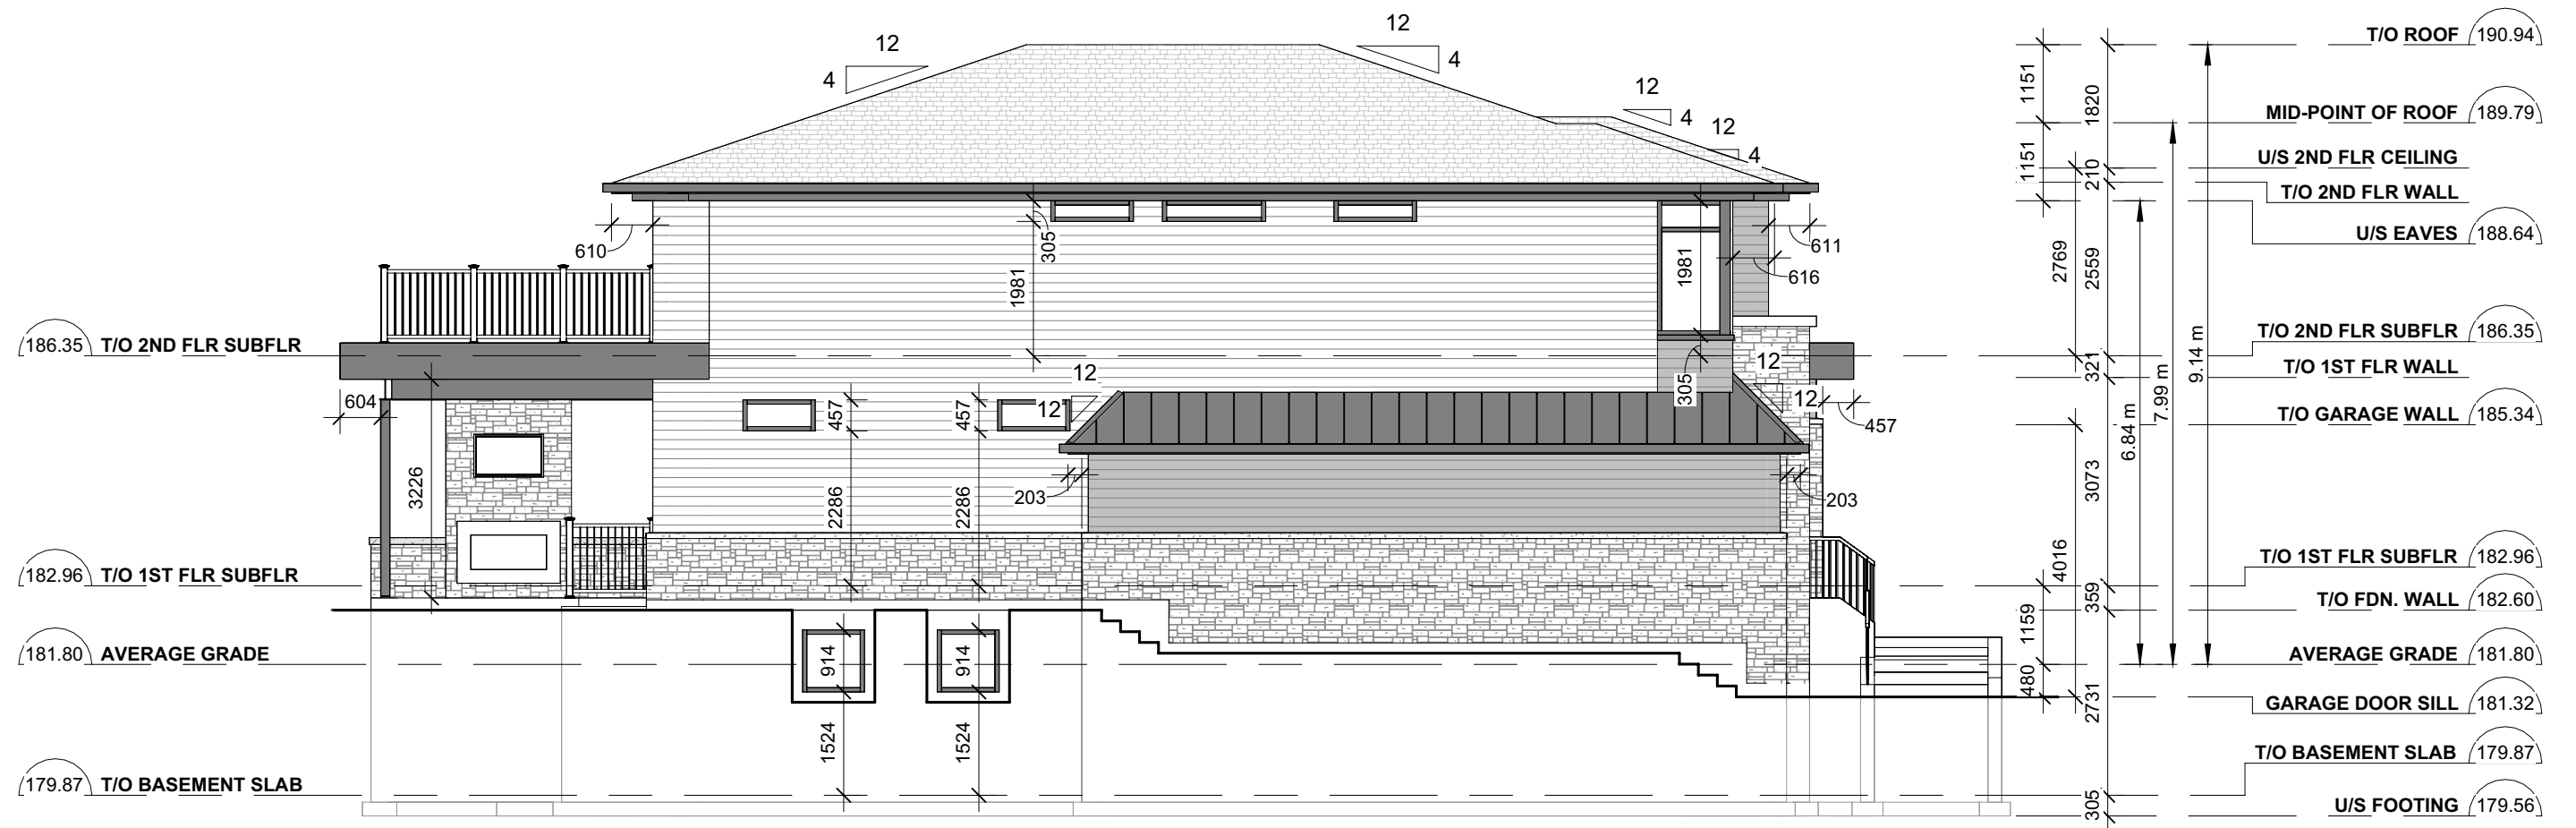 12
4
12
4
12
4
12
4
610
305
1981
1981
305
611
616
12
12
12
12
457
186.35 T/O 2ND FLR SUBFLR
604
3226
457
457
2286
2286
203
203
182.96 T/O 1ST FLR SUBFLR
181.80 AVERAGE GRADE
914
914
1524
1524
179.87 T/O BASEMENT SLAB
1151
1151
1820
210
2769
2559
321
3073
4016
359
1159
480
2731
305
6.84 m
7.99 m
9.14 m
T/O ROOF 190.94
MID-POINT OF ROOF 189.79
U/S 2ND FLR CEILING
T/O 2ND FLR WALL
U/S EAVES 188.64
T/O 2ND FLR SUBFLR 186.35
T/O 1ST FLR WALL
T/O GARAGE WALL 185.34
T/O 1ST FLR SUBFLR 182.96
T/O FDN. WALL 182.60
AVERAGE GRADE 181.80
GARAGE DOOR SILL 181.32
T/O BASEMENT SLAB 179.87
U/S FOOTING 179.56